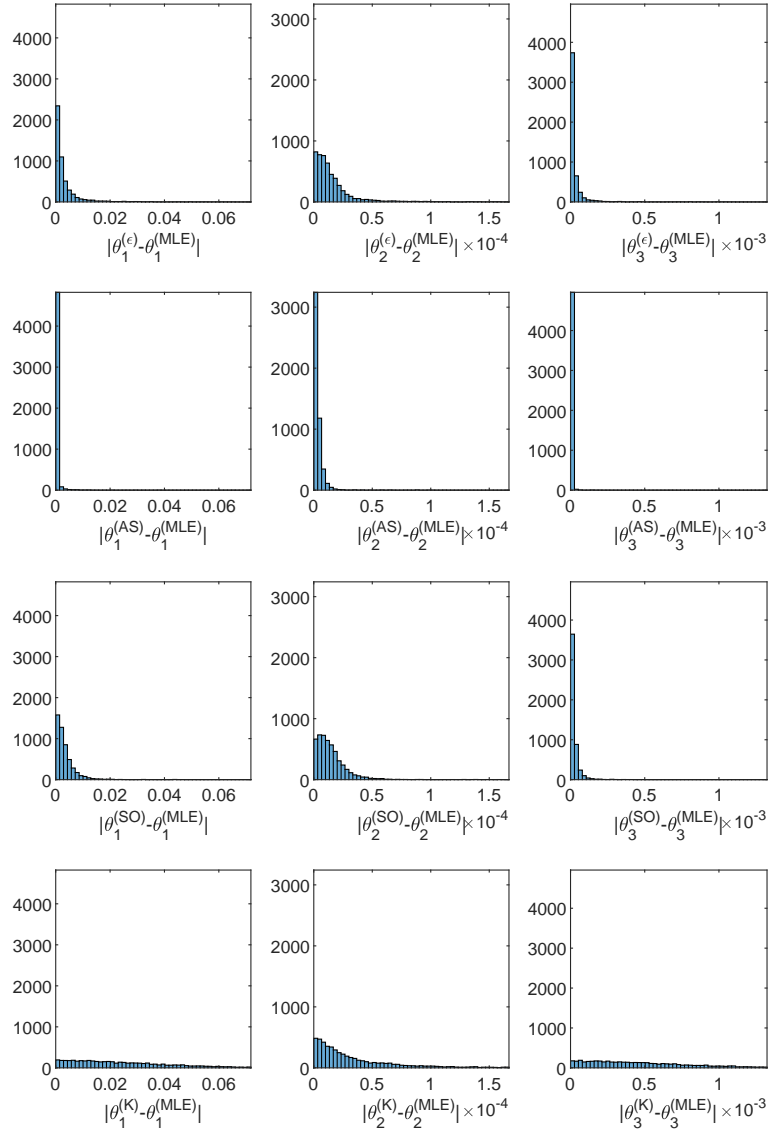 5000 4000 3000 2000 1000 0
0 0.02 0.04 0.06
|θ₁^(ϵ)-θ₁^(MLE)|
3000 2000 1000 0
0 0.5 1 1.5
|θ₂^(ϵ)-θ₂^(MLE)| ×10⁻⁴
4000 3000 2000 1000 0
0 0.5 1
|θ₃^(ϵ)-θ₃^(MLE)| ×10⁻³
4000 3000 2000 1000 0
0 0.02 0.04 0.06
|θ₁^(AS)-θ₁^(MLE)|
3000 2000 1000 0
0 0.5 1 1.5
|θ₂^(AS)-θ₂^(MLE)|×10⁻⁴
4000 3000 2000 1000 0
0 0.5 1
|θ₃^(AS)-θ₃^(MLE)|×10⁻³
4000 3000 2000 1000 0
0 0.02 0.04 0.06
|θ₁^(SO)-θ₁^(MLE)|
3000 2000 1000 0
0 0.5 1 1.5
|θ₂^(SO)-θ₂^(MLE)|×10⁻⁴
4000 3000 2000 1000 0
0 0.5 1
|θ₃^(SO)-θ₃^(MLE)|×10⁻³
4000 3000 2000 1000 0
0 0.02 0.04 0.06
|θ₁^(K)-θ₁^(MLE)|
3000 2000 1000 0
0 0.5 1 1.5
|θ₂^(K)-θ₂^(MLE)| ×10⁻⁴
4000 3000 2000 1000 0
0 0.5 1
|θ₃^(K)-θ₃^(MLE)| ×10⁻³